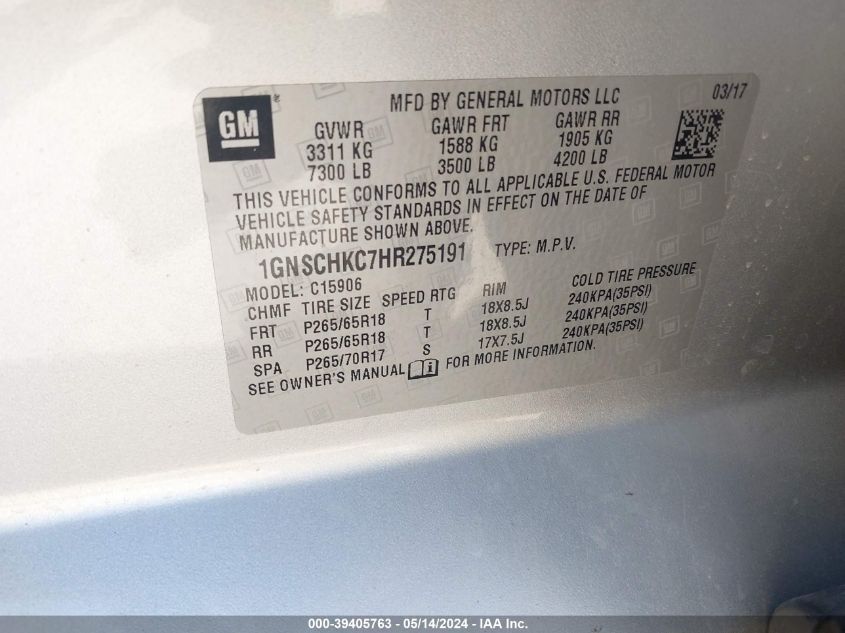 GM
MFD BY GENERAL MOTORS LLC 03/17
GVWR GAWR FRT GAWR RR
3311 KG 1588 KG 1905 KG
7300 LB 3500 LB 4200 LB
THIS VEHICLE CONFORMS TO ALL APPLICABLE U.S. FEDERAL MOTOR
VEHICLE SAFETY STANDARDS IN EFFECT ON THE DATE OF
MANUFACTURE SHOWN ABOVE.
1GNSCHKC7HR275191 TYPE: M.P.V.
MODEL: C15906
CHMF TIRE SIZE SPEED RTG RIM COLD TIRE PRESSURE
FRT P265/65R18 T 18X8.5J 240KPA(35PSI)
RR P265/65R18 T 18X8.5J 240KPA(35PSI)
SPA P265/70R17 S 17X7.5J 240KPA(35PSI)
SEE OWNER'S MANUAL i FOR MORE INFORMATION.
000-39405763 - 05/14/2024 - IAA Inc.